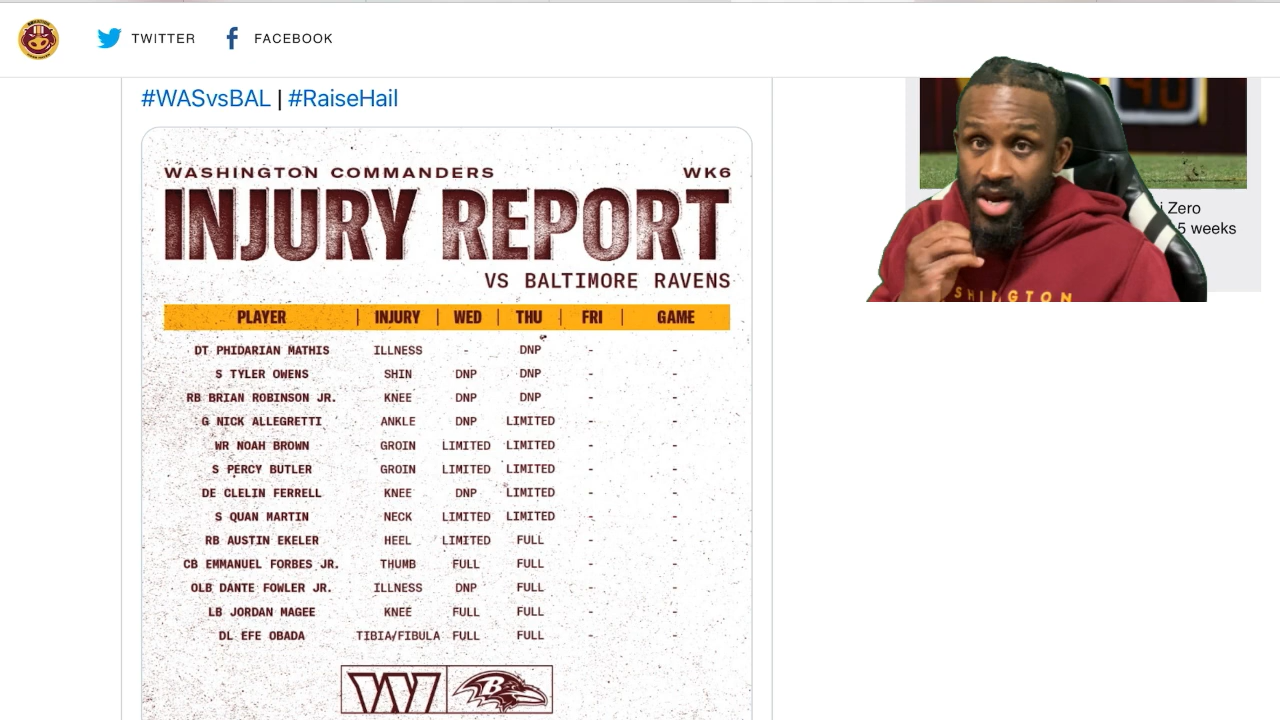 TWITTER
FACEBOOK
#WASvsBAL | #RaiseHail
WASHINGTON COMMANDERS WK6
INJURY REPORT
VS BALTIMORE RAVENS
PLAYER | INJURY | WED | THU | FRI | GAME
DT PHIDARIAN MATHIS ILLNESS - DNP - -
S TYLER OWENS SHIN DNP DNP - -
RB BRIAN ROBINSON JR. KNEE DNP DNP - -
G NICK ALLEGRETTI ANKLE DNP LIMITED - -
WR NOAH BROWN GROIN LIMITED LIMITED - -
S PERCY BUTLER GROIN LIMITED LIMITED - -
DE CLELIN FERRELL KNEE DNP LIMITED - -
S QUAN MARTIN NECK LIMITED LIMITED - -
RB AUSTIN EKELER HEEL LIMITED FULL - -
CB EMMANUEL FORBES JR. THUMB FULL FULL - -
OLB DANTE FOWLER JR. ILLNESS DNP FULL - -
LB JORDAN MAGEE KNEE FULL FULL - -
DL EFE OBADA TIBIA/FIBULA FULL FULL - -
Zero
5 weeks